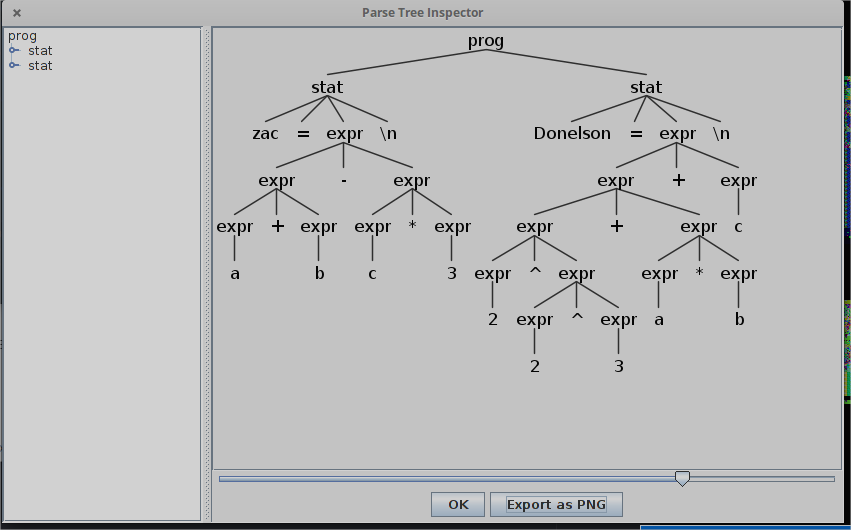 Parse Tree Inspector
prog
stat
stat
prog
stat stat
zac = expr \n Donelson = expr \n
expr - expr expr + expr
expr + expr expr * expr expr + expr c
a b c 3 expr ^ expr expr * expr
2 expr ^ expr a b
2 3
OK Export as PNG